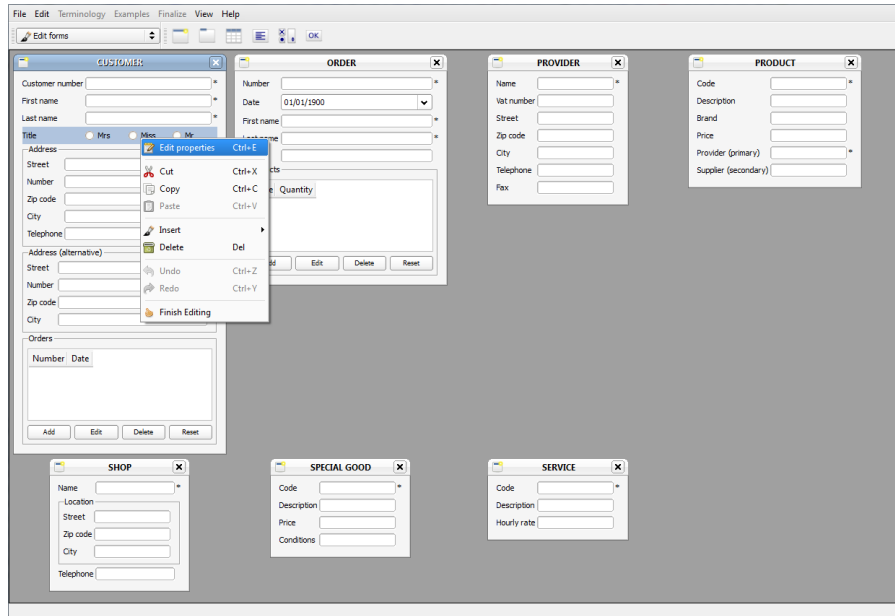 File Edit Terminology Examples Finalize View Help
Edit forms OK
CUSTOMER
Customer number *
First name *
Last name *
Title Mrs Miss Mr
Address
Street
Number
Zip code
City
Telephone
Address (alternative)
Street
Number
Zip code
City
Orders
Number Date
Add Edit Delete Reset
Edit properties Ctrl+E
Cut Ctrl+X
Copy Ctrl+C
Paste Ctrl+V
Insert
Delete Del
Undo Ctrl+Z
Redo Ctrl+Y
Finish Editing
ORDER
Number *
Date 01/01/1900
First name *
*
Quantity
Edit Delete Reset
PROVIDER
Name *
Vat number
Street
Zip code
City
Telephone
Fax
PRODUCT
Code *
Description
Brand
Price
Provider (primary) *
Supplier (secondary)
SHOP
Name *
Location
Street
Zip code
City
Telephone
SPECIAL GOOD
Code *
Description
Price
Conditions
SERVICE
Code *
Description
Hourly rate